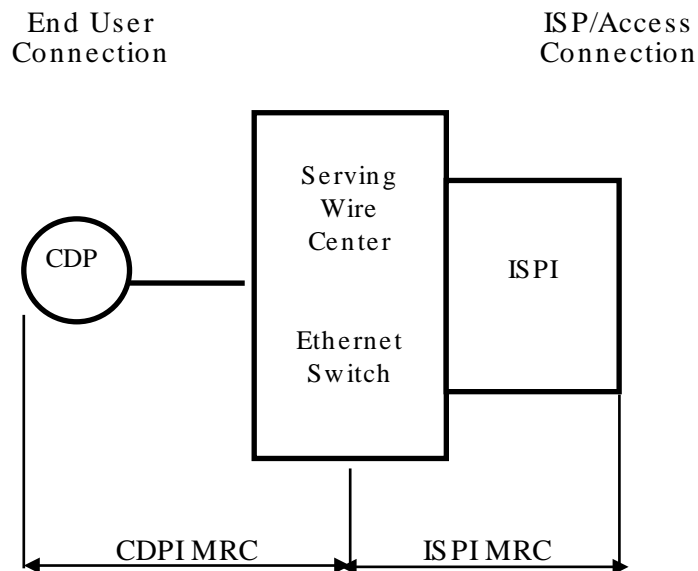 End User
Connection
ISP/Access
Connection
Serving
Wire
Center
CDP
ISPI
Ethernet
Switch
CDPI MRC
ISPI MRC